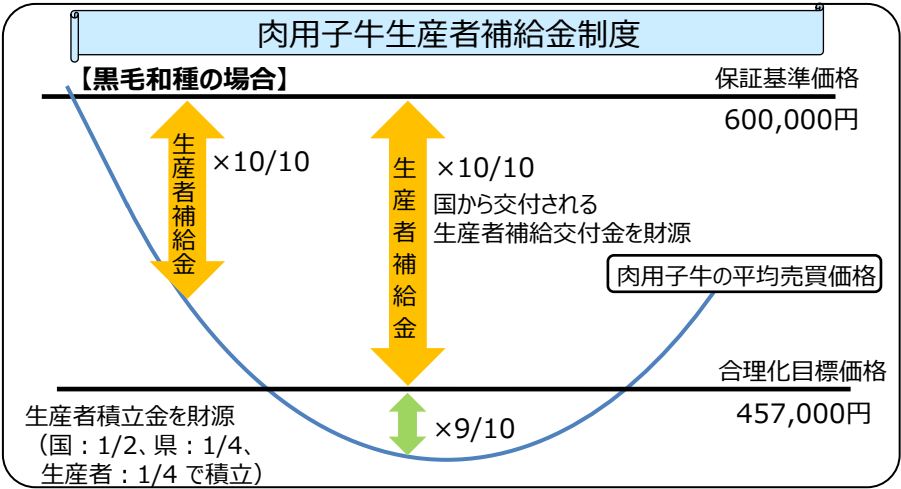 肉用子牛生産者補給金制度
【黒毛和種の場合】
保証基準価格
600,000円
生産者補給金
×10/10
生産者補給金
×10/10
国から交付される
生産者補給交付金を財源
肉用子牛の平均売買価格
合理化目標価格
457,000円
生産者積立金を財源
（国：1/2、県：1/4、
生産者：1/4 で積立）
×9/10